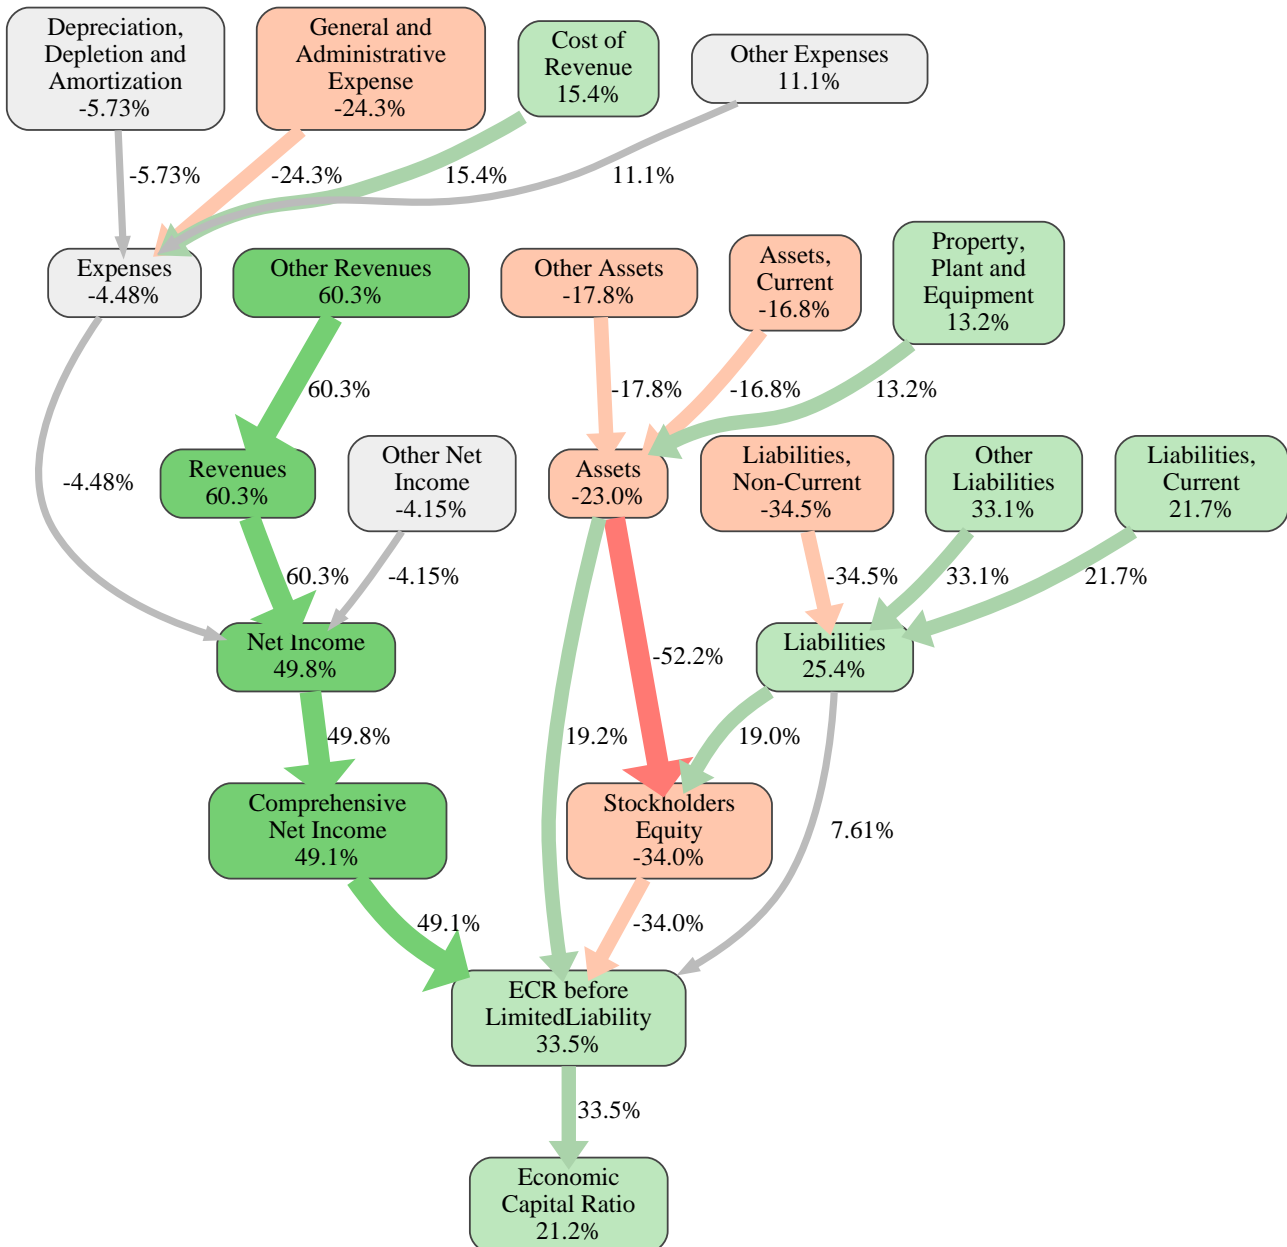 Depreciation,
Depletion and
Amortization
-5.73%
General and
Administrative
Expense
-24.3%
Cost of
Revenue
15.4%
Other Expenses
11.1%
-5.73%
-24.3%
15.4%
11.1%
Expenses
-4.48%
Other Revenues
60.3%
Other Assets
-17.8%
Assets,
Current
-16.8%
Property,
Plant and
Equipment
13.2%
60.3%
-17.8%
-16.8%
13.2%
-4.48%
Revenues
60.3%
Other Net
Income
-4.15%
Assets
-23.0%
Liabilities,
Non-Current
-34.5%
Other
Liabilities
33.1%
Liabilities,
Current
21.7%
60.3%
-4.15%
-34.5%
33.1%
21.7%
Net Income
49.8%
-52.2%
Liabilities
25.4%
49.8%
19.2%
19.0%
Comprehensive
Net Income
49.1%
Stockholders
Equity
-34.0%
7.61%
49.1%
-34.0%
ECR before
LimitedLiability
33.5%
33.5%
Economic
Capital Ratio
21.2%